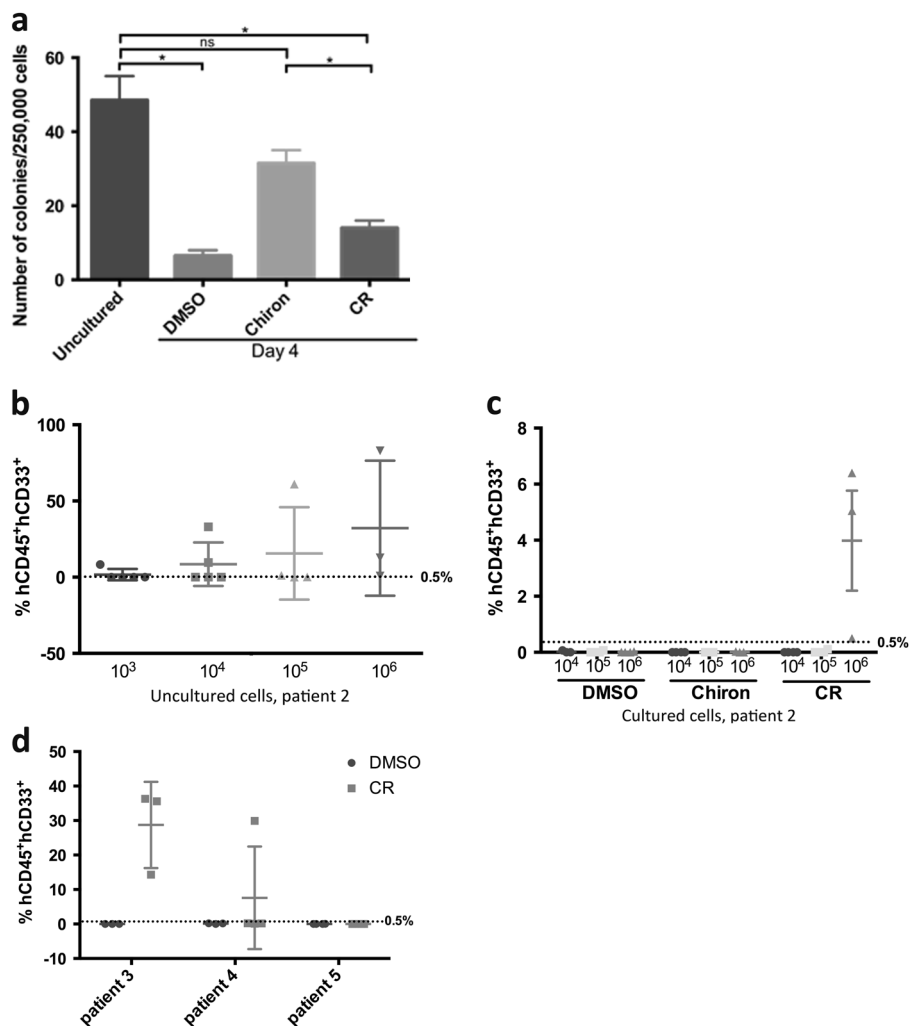 a
Number of colonies/250,000 cells
60
40
20
0
*
ns
*
*
Uncultured
DMSO
Chiron
CR
Day 4
b
% hCD45⁺hCD33⁺
100
50
0
-50
0.5%
10³
10⁴
10⁵
10⁶
Uncultured cells, patient 2
c
% hCD45⁺hCD33⁺
8
6
4
2
0
0.5%
10⁴ 10⁵ 10⁶ 10⁴ 10⁵ 10⁶ 10⁴ 10⁵ 10⁶
DMSO Chiron CR
Cultured cells, patient 2
d
% hCD45⁺hCD33⁺
50
40
30
20
10
0
-10
DMSO
CR
0.5%
patient 3
patient 4
patient 5